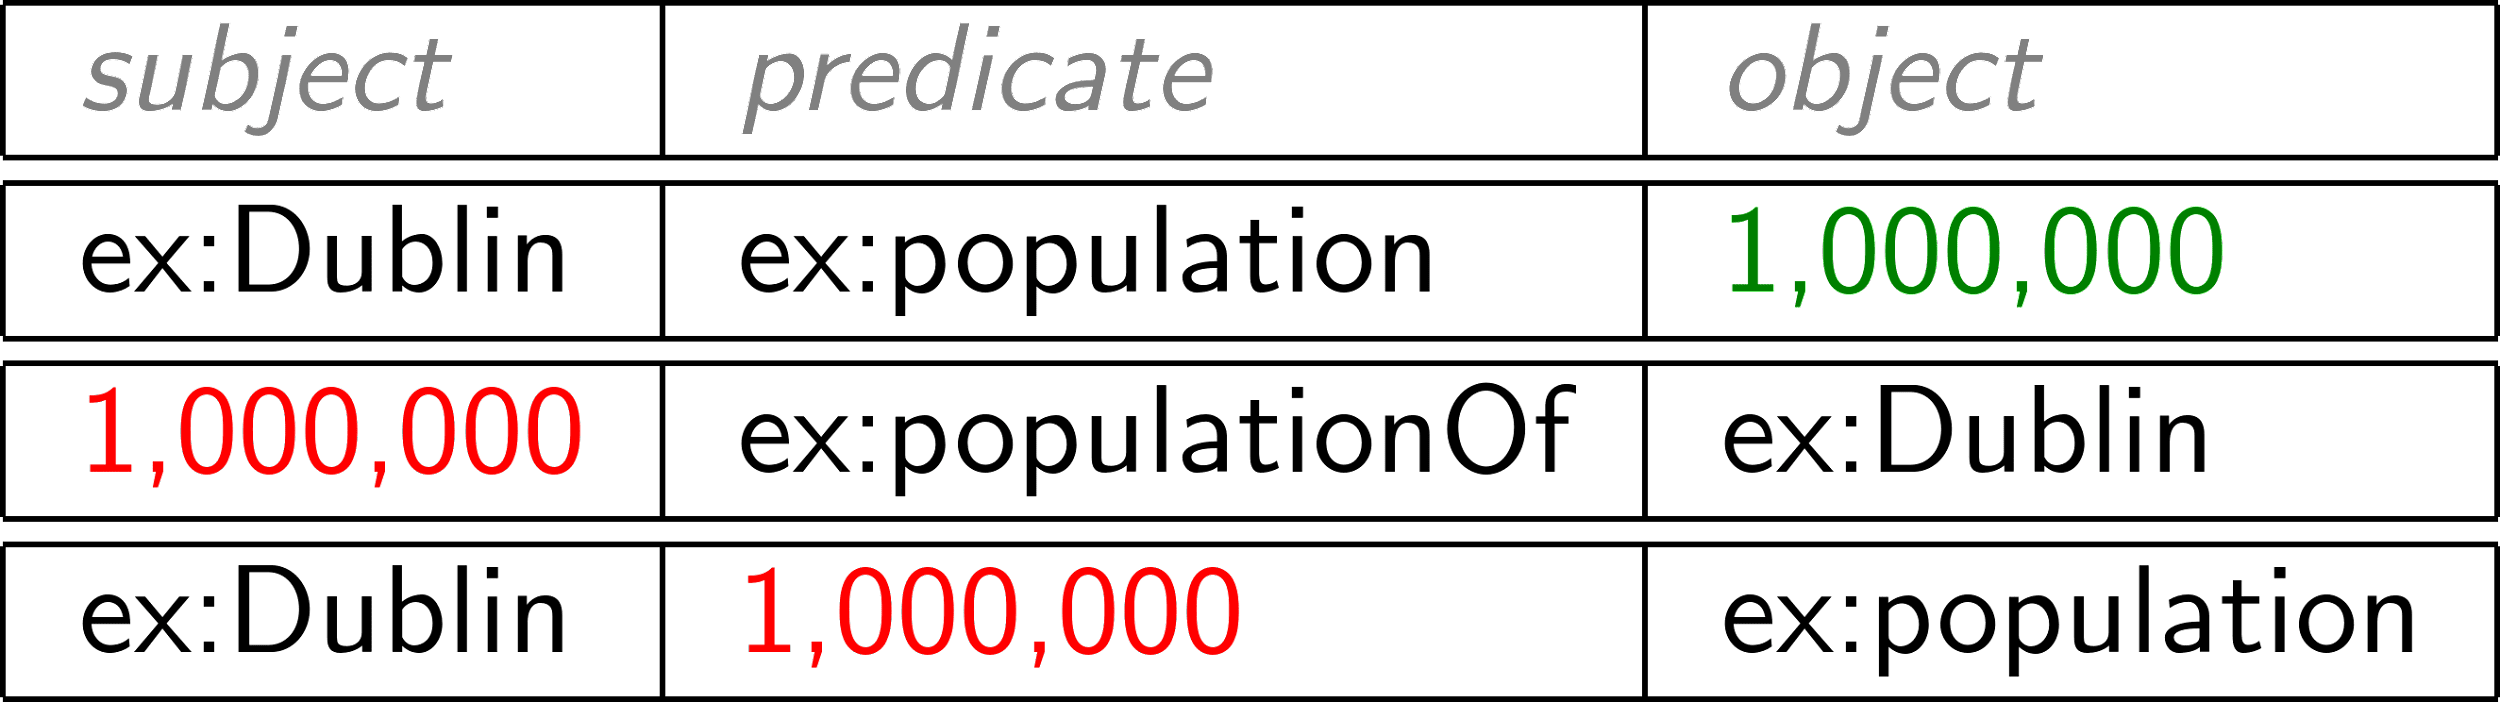 subject predicate object
ex:Dublin ex:population 1,000,000
1,000,000 ex:populationOf ex:Dublin
ex:Dublin 1,000,000 ex:population